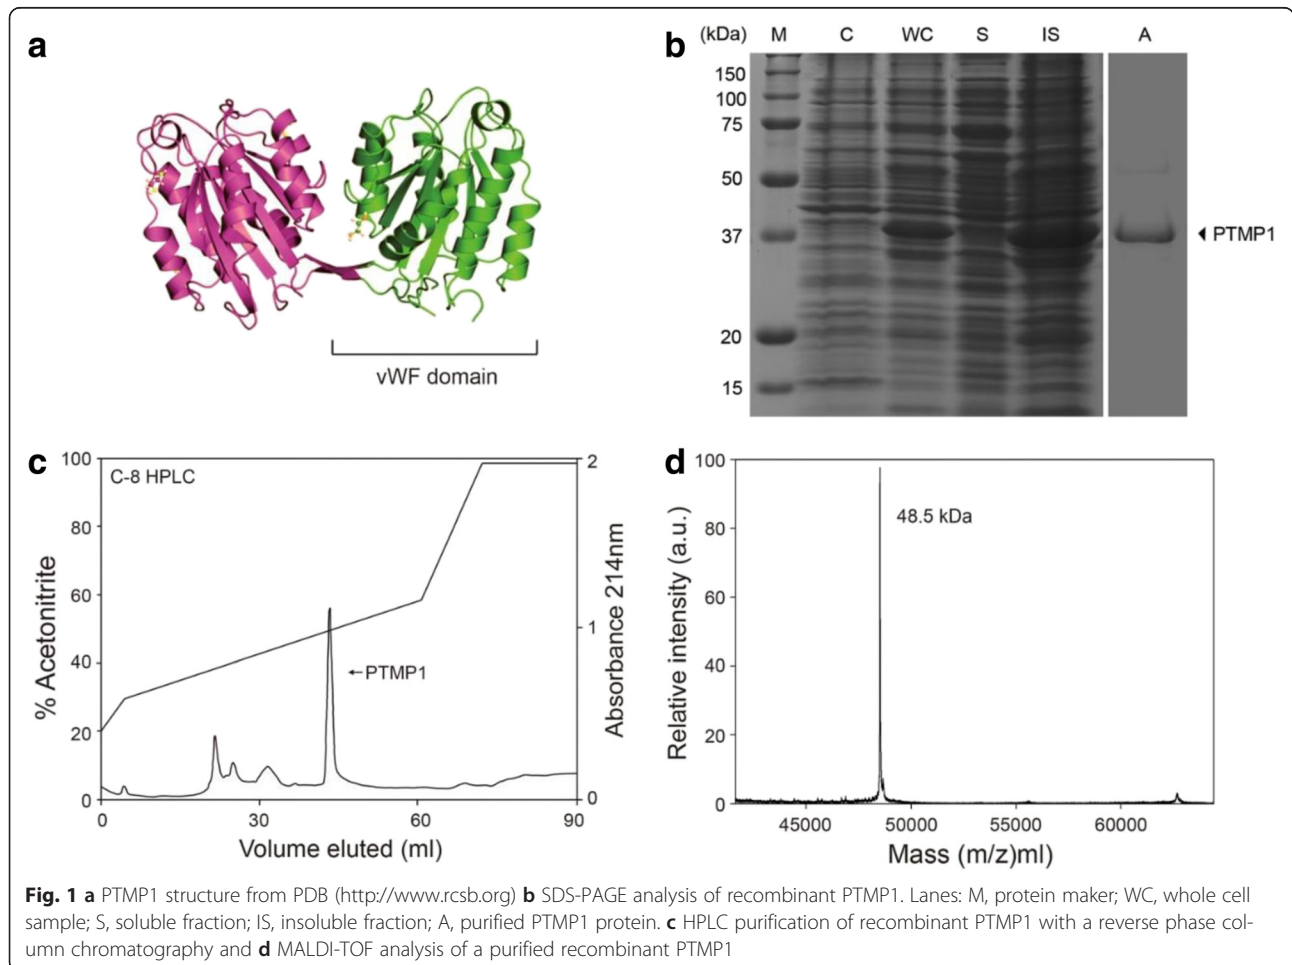 a
vWF domain
b
(kDa) M C WC S IS A
150
100
75
50
37
20
15
PTMP1
c
C-8 HPLC
% Acetonitrite
100
80
60
40
20
0
0 30 60 90
Volume eluted (ml)
2
1
0
Absorbance 214nm
PTMP1
d
Relative intensity (a.u.)
100
80
60
40
20
0
48.5 kDa
45000 50000 55000 60000
Mass (m/z)ml)
Fig. 1 a PTMP1 structure from PDB (http://www.rcsb.org) b SDS-PAGE analysis of recombinant PTMP1. Lanes: M, protein maker; WC, whole cell
sample; S, soluble fraction; IS, insoluble fraction; A, purified PTMP1 protein. c HPLC purification of recombinant PTMP1 with a reverse phase col-
umn chromatography and d MALDI-TOF analysis of a purified recombinant PTMP1